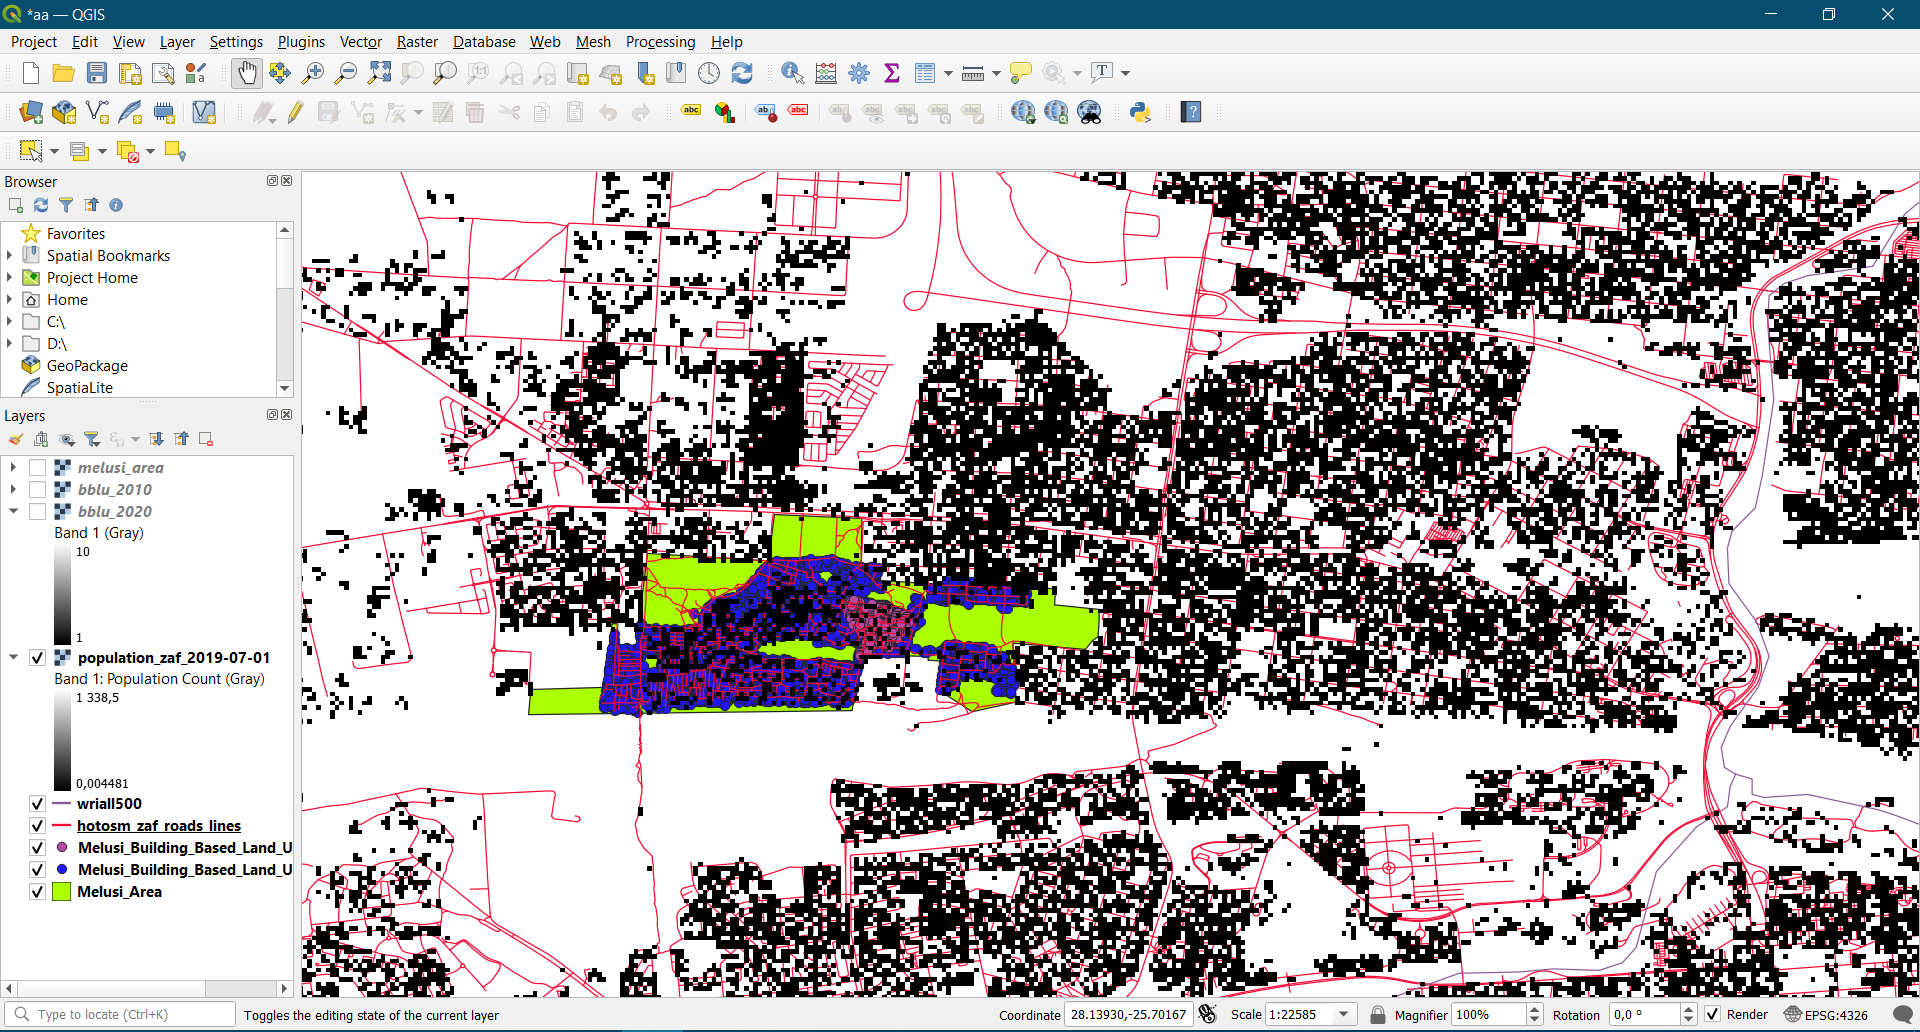 *aa — QGIS
Project Edit View Layer Settings Plugins Vector Raster Database Web Mesh Processing Help
Browser
Favorites
Spatial Bookmarks
Project Home
Home
C:\
D:\
GeoPackage
SpatiaLite
Layers
melusi_area
bblu_2010
bblu_2020
Band 1 (Gray)
10
1
population_zaf_2019-07-01
Band 1: Population Count (Gray)
1 338,5
0,004481
wriall500
hotosm_zaf_roads_lines
Melusi_Building_Based_Land_U
Melusi_Building_Based_Land_U
Melusi_Area
Type to locate (Ctrl+K) Toggles the editing state of the current layer Coordinate 28.13930,-25.70167 Scale 1:22585 Magnifier 100% Rotation 0,0 ° Render EPSG:4326